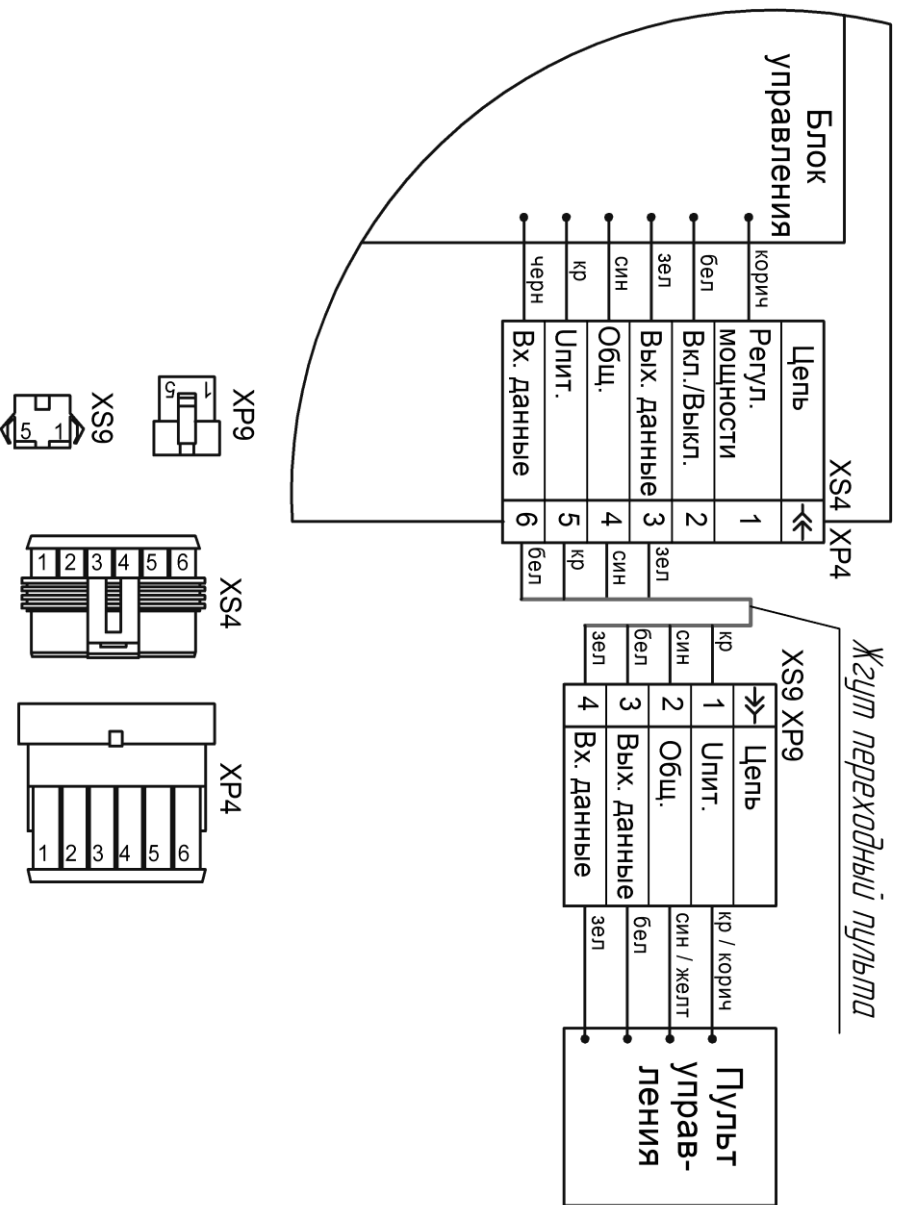 Блок
управления
корич
бел
зел
син
кр
черн
XS4 XP4
Цепь
Регул.
мощности
1
Вкл./Выкл.
2
Вых. данные
3
Общ.
4
Uпит.
5
Вх. данные
6
зел
син
кр
бел
Жгут переходный пульта
кр
син
бел
зел
XS9 XP9
Цепь
1
Uпит.
2
Общ.
3
Вых. данные
4
Вх. данные
кр / корич
син / желт
бел
зел
Пульт
управ-
ления
XP9
1
5
XS9
5 1
XS4
1 2 3 4 5 6
XP4
1 2 3 4 5 6